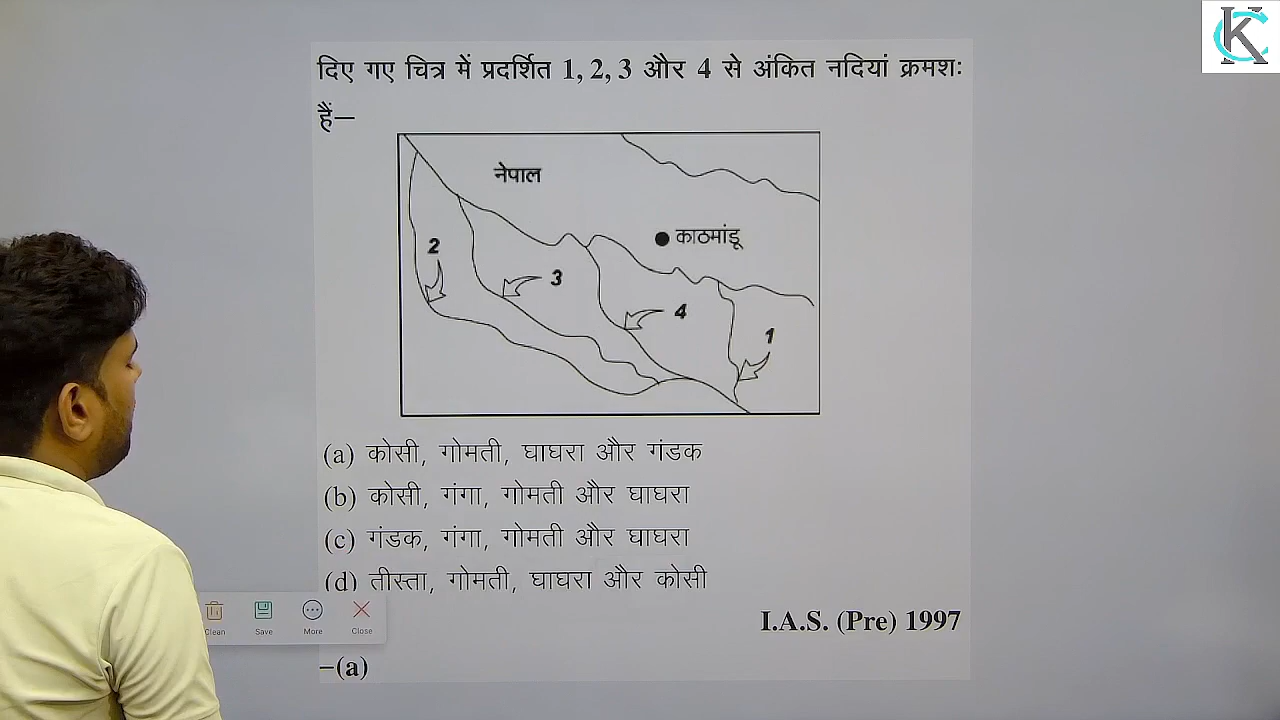 KC
दिए गए चित्र में प्रदर्शित 1, 2, 3 और 4 से अंकित नदियां क्रमशः
हैं—
नेपाल
काठमांडू
2
3
4
1
(a) कोसी, गोमती, घाघरा और गंडक
(b) कोसी, गंगा, गोमती और घाघरा
(c) गंडक, गंगा, गोमती और घाघरा
(d) तीस्ता, गोमती, घाघरा और कोसी
I.A.S. (Pre) 1997
Clean Save More Close
–(a)